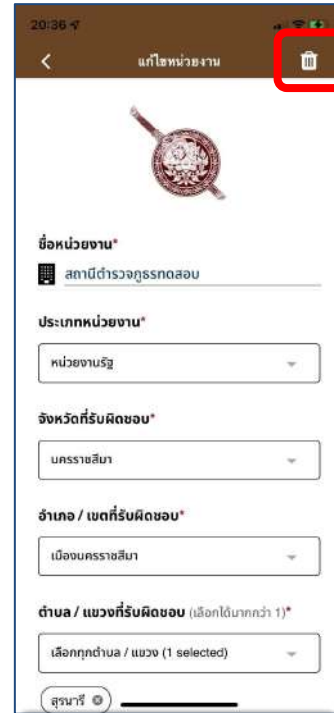 20:36
แก้ไขหน่วยงาน
ชื่อหน่วยงาน*
สถานีตำรวจภูธรทดสอบ
ประเภทหน่วยงาน*
หน่วยงานรัฐ
จังหวัดที่รับผิดชอบ*
นครราชสีมา
อำเภอ / เขตที่รับผิดชอบ*
เมืองนครราชสีมา
ตำบล / แขวงที่รับผิดชอบ (เลือกได้มากกว่า 1)*
เลือกทุกตำบล / แขวง (1 selected)
สุรนารี